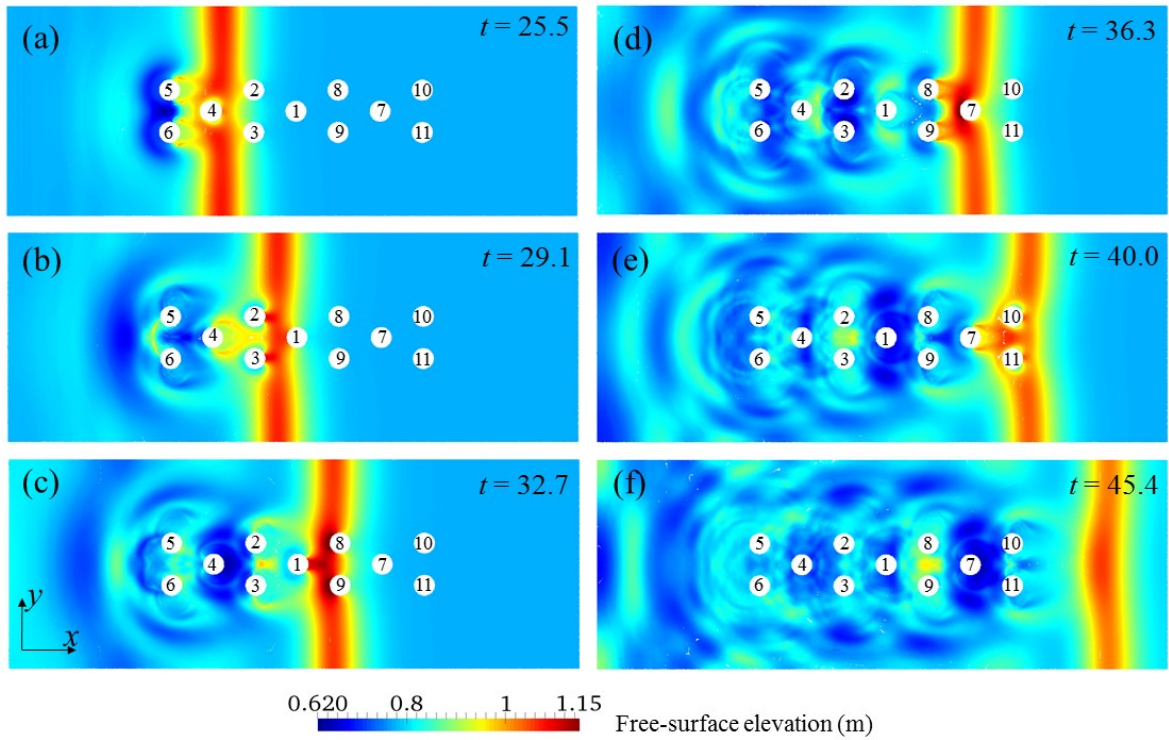 (a)
t = 25.5
5 2 8 10
4 1 7
6 3 9 11
(d)
t = 36.3
5 2 8 10
4 1 7
6 3 9 11
(b)
t = 29.1
5 2 8 10
4 1 7
6 3 9 11
(e)
t = 40.0
5 2 8 10
4 1 7
6 3 9 11
(c)
t = 32.7
5 2 8 10
4 1 7
6 3 9 11
y
x
(f)
t = 45.4
5 2 8 10
4 1 7
6 3 9 11
0.620 0.8 1 1.15
Free-surface elevation (m)